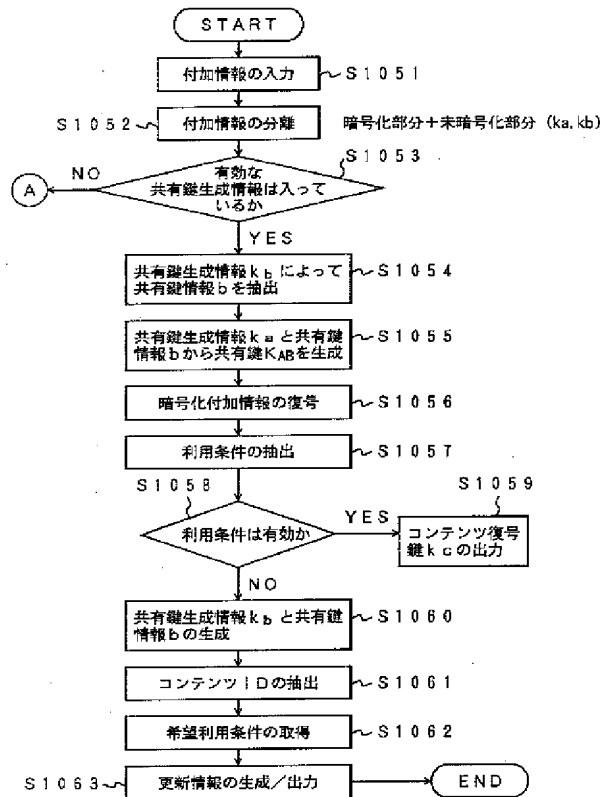 START
付加情報の入力
S1051
S1052
付加情報の分離
暗号化部分+未暗号化部分 (ka,kb)
S1053
有効な
共有鍵生成情報は入って
いるか
NO
A
YES
共有鍵生成情報kbによって
共有鍵情報bを抽出
S1054
共有鍵生成情報kaと共有鍵
情報bから共有鍵KABを生成
S1055
暗号化付加情報の復号
S1056
利用条件の抽出
S1057
S1058
利用条件は有効か
YES
S1059
コンテンツ復号
鍵kcの出力
NO
共有鍵生成情報kbと共有鍵
情報bの生成
S1060
コンテンツIDの抽出
S1061
希望利用条件の取得
S1062
S1063
更新情報の生成/出力
END